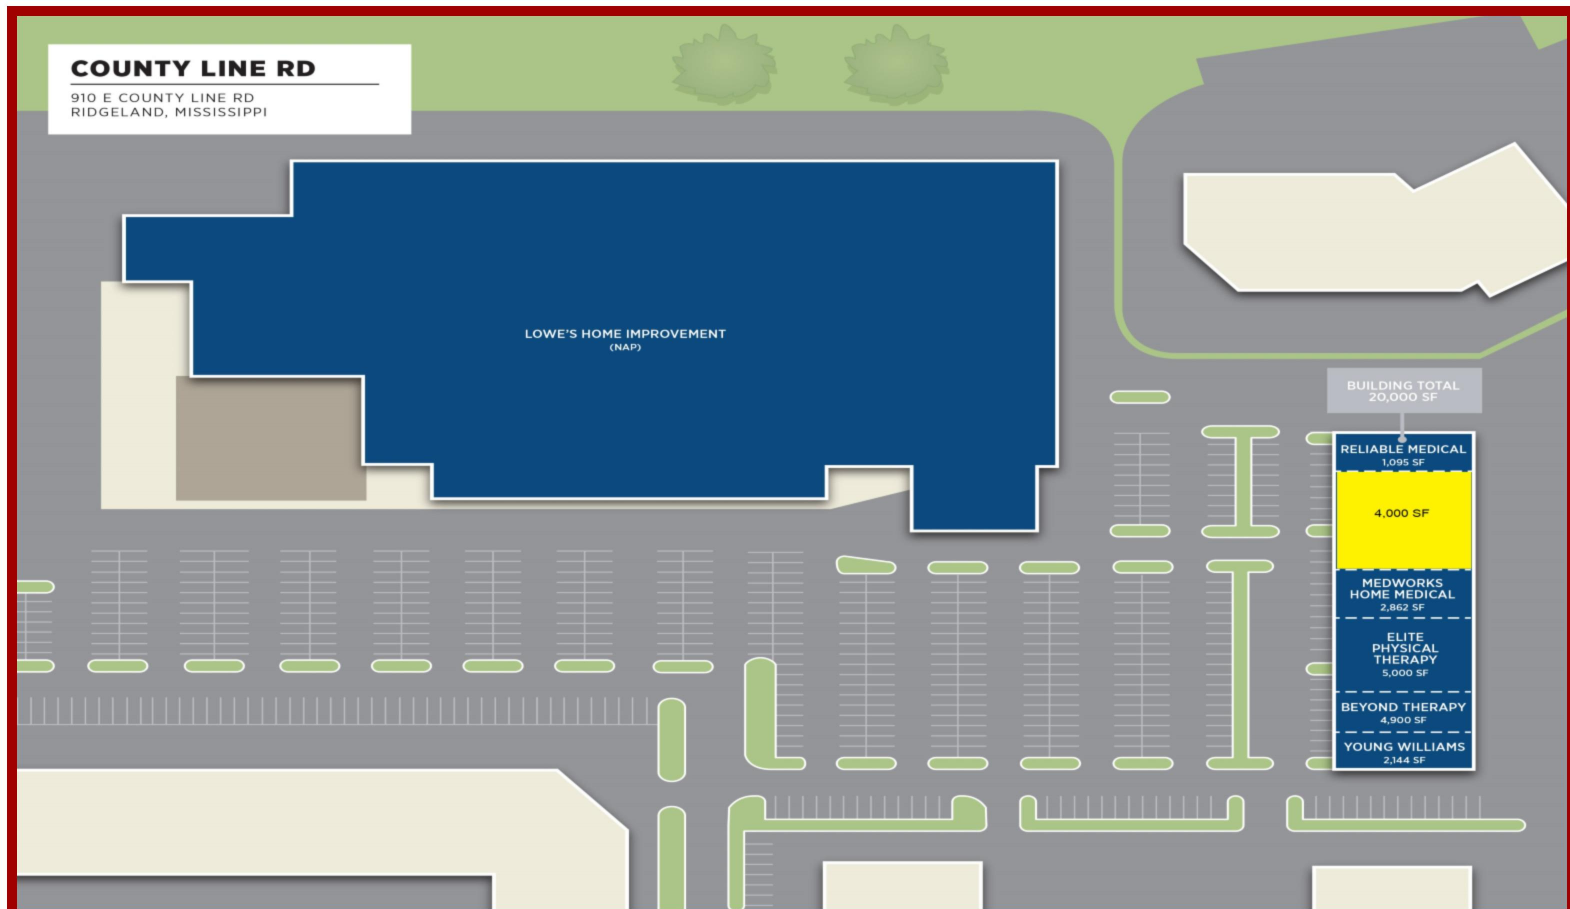 COUNTY LINE RD
910 E COUNTY LINE RD
RIDGELAND, MISSISSIPPI
LOWE'S HOME IMPROVEMENT
(NAP)
BUILDING TOTAL
20,000 SF
RELIABLE MEDICAL
1,095 SF
4,000 SF
MEDWORKS
HOME MEDICAL
2,862 SF
ELITE
PHYSICAL
THERAPY
5,000 SF
BEYOND THERAPY
4,900 SF
YOUNG WILLIAMS
2,144 SF